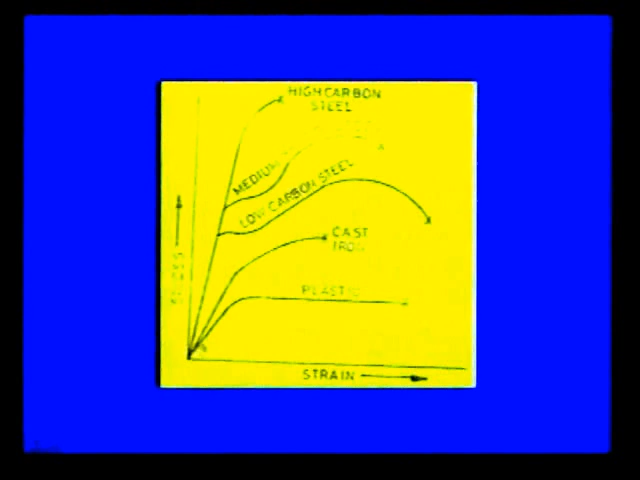 HIGH CARBON
STEEL
MEDIUM
LOW CARBON STEEL
CAST
IRON
PLASTIC
STRESS
STRAIN